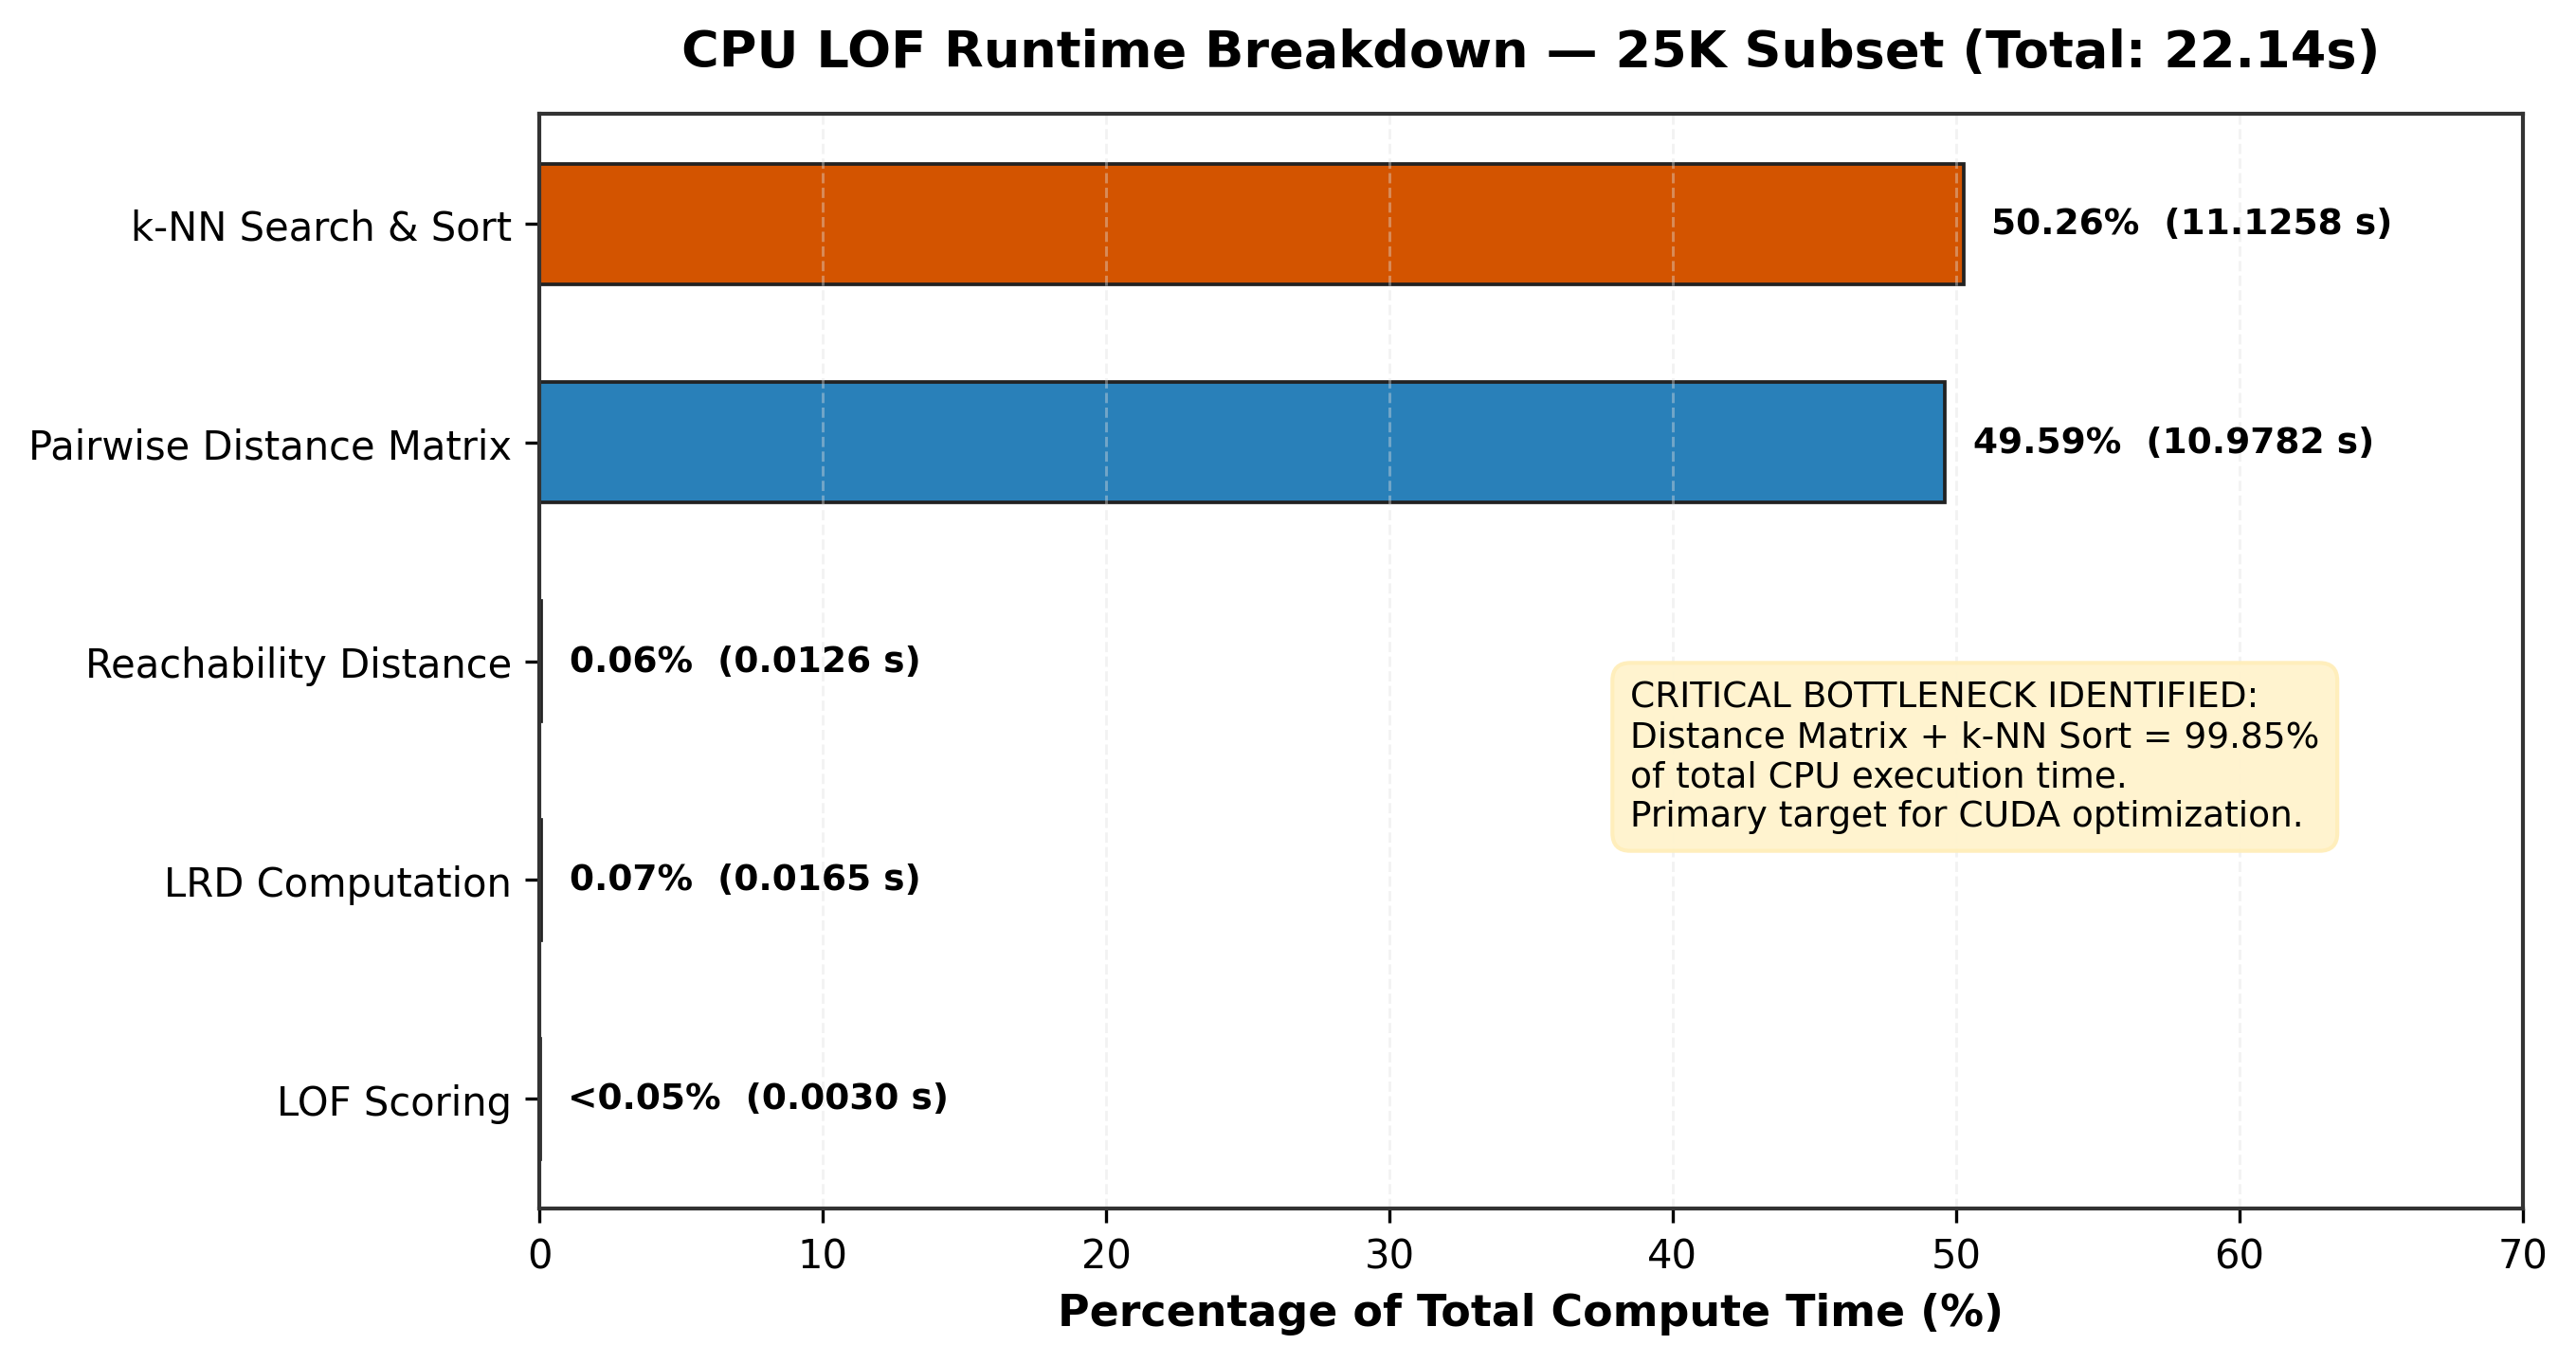 CPU LOF Runtime Breakdown — 25K Subset (Total: 22.14s)
k-NN Search & Sort
50.26%  (11.1258 s)
Pairwise Distance Matrix
49.59%  (10.9782 s)
Reachability Distance
0.06%  (0.0126 s)
CRITICAL BOTTLENECK IDENTIFIED:
Distance Matrix + k-NN Sort = 99.85%
of total CPU execution time.
Primary target for CUDA optimization.
LRD Computation
0.07%  (0.0165 s)
LOF Scoring
<0.05%  (0.0030 s)
0 10 20 30 40 50 60 70
Percentage of Total Compute Time (%)